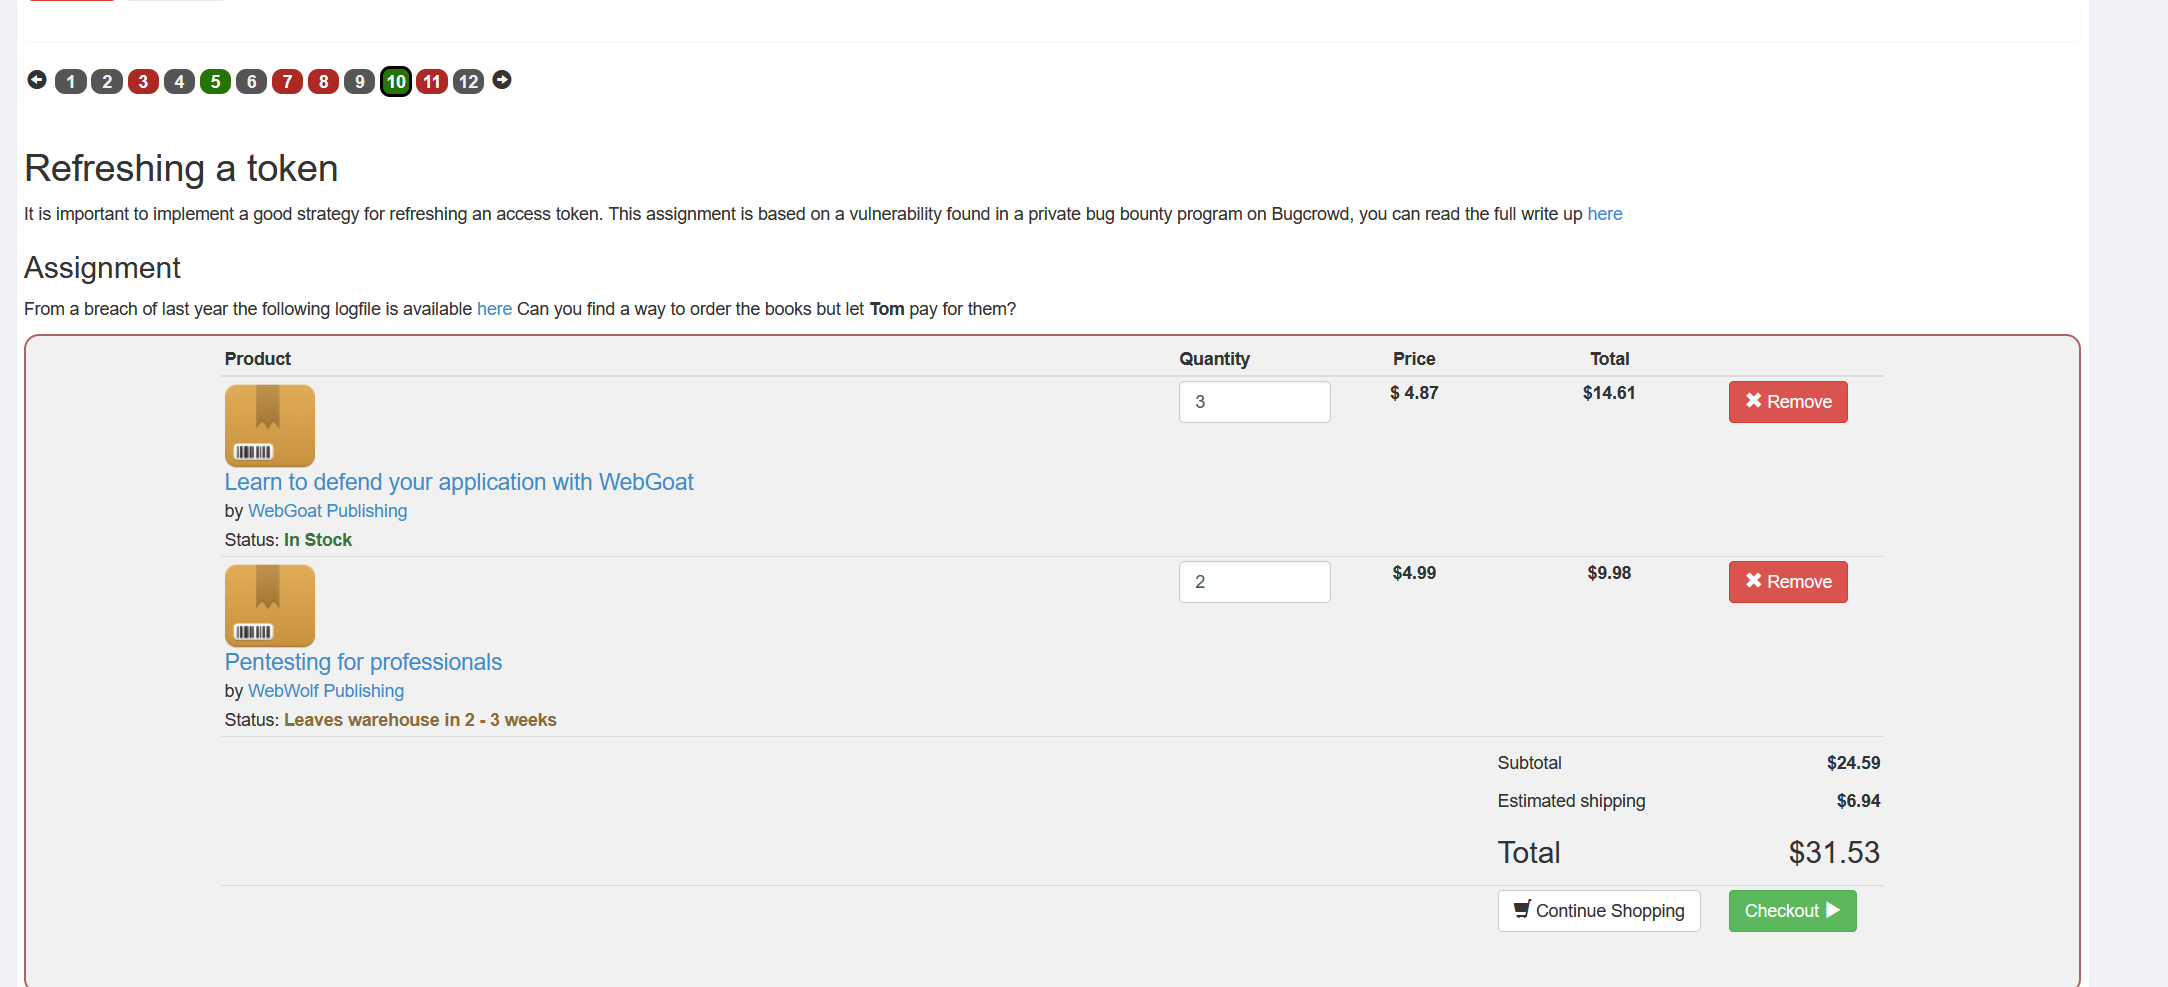 1 2 3 4 5 6 7 8 9 10 11 12
Refreshing a token
It is important to implement a good strategy for refreshing an access token. This assignment is based on a vulnerability found in a private bug bounty program on Bugcrowd, you can read the full write up here
Assignment
From a breach of last year the following logfile is available here Can you find a way to order the books but let Tom pay for them?
Product Quantity Price Total
3 $ 4.87 $14.61 Remove
Learn to defend your application with WebGoat
by WebGoat Publishing
Status: In Stock
2 $4.99 $9.98 Remove
Pentesting for professionals
by WebWolf Publishing
Status: Leaves warehouse in 2 - 3 weeks
Subtotal $24.59
Estimated shipping $6.94
Total $31.53
Continue Shopping Checkout